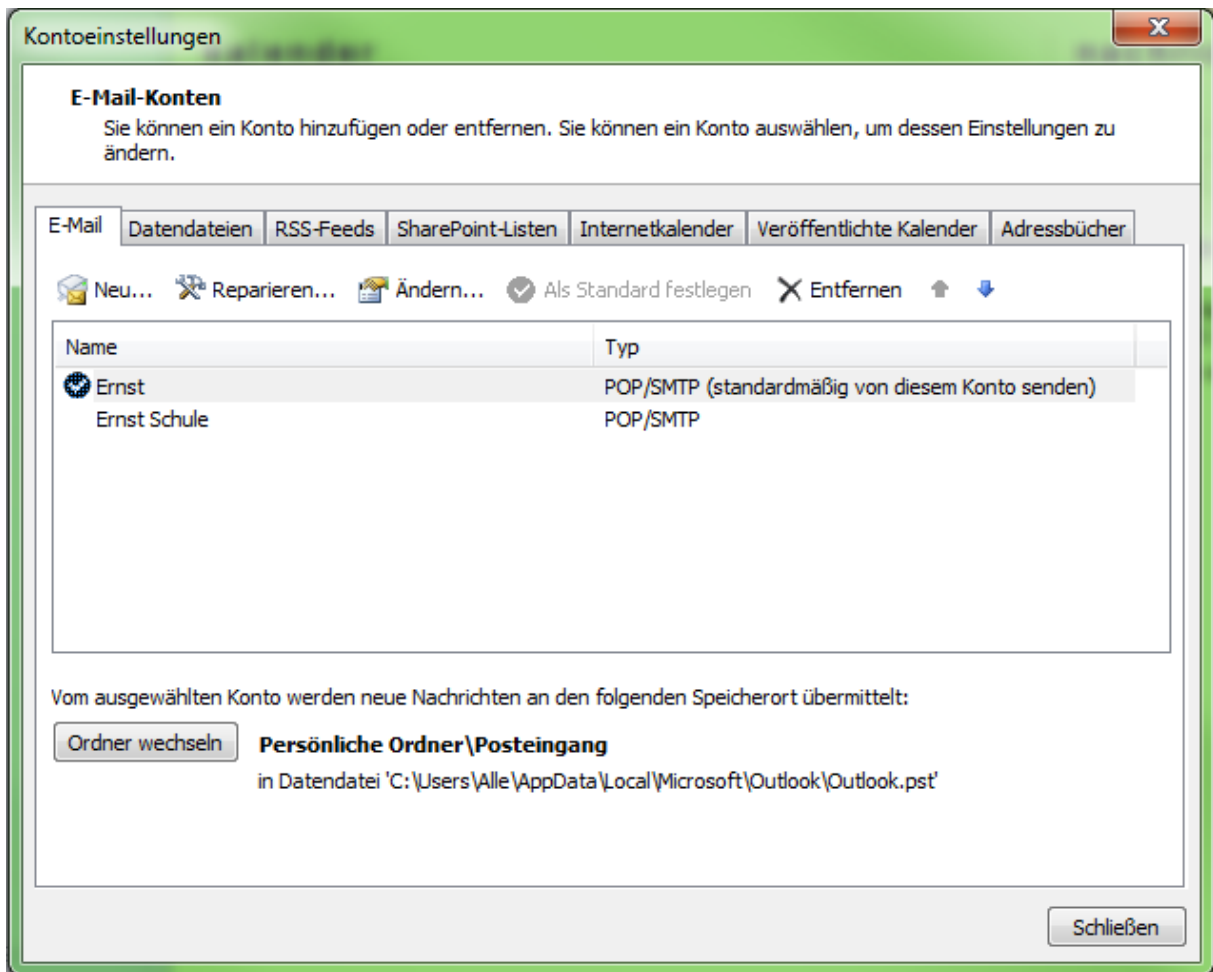 Kontoeinstellungen
E-Mail-Konten
Sie können ein Konto hinzufügen oder entfernen. Sie können ein Konto auswählen, um dessen Einstellungen zu
ändern.
E-Mail Datendateien RSS-Feeds SharePoint-Listen Internetkalender Veröffentlichte Kalender Adressbücher
Neu... Reparieren... Ändern... Als Standard festlegen Entfernen
Name Typ
Ernst POP/SMTP (standardmäßig von diesem Konto senden)
Ernst Schule POP/SMTP
Vom ausgewählten Konto werden neue Nachrichten an den folgenden Speicherort übermittelt:
Ordner wechseln Persönliche Ordner\Posteingang
in Datendatei 'C:\Users\Alle\AppData\Local\Microsoft\Outlook\Outlook.pst'
Schließen